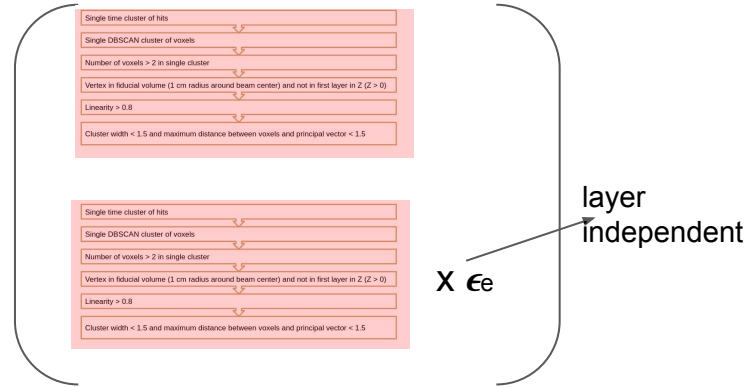 Single time cluster of hits
Single DBSCAN cluster of voxels
Number of voxels > 2 in single cluster
Vertex in fiducial volume (1 cm radius around beam center) and not in first layer in Z (Z > 0)
Linearity > 0.8
Cluster width < 1.5 and maximum distance between voxels and principal vector < 1.5
Single time cluster of hits
Single DBSCAN cluster of voxels
Number of voxels > 2 in single cluster
Vertex in fiducial volume (1 cm radius around beam center) and not in first layer in Z (Z > 0)
Linearity > 0.8
Cluster width < 1.5 and maximum distance between voxels and principal vector < 1.5
x ϵe
layer
independent